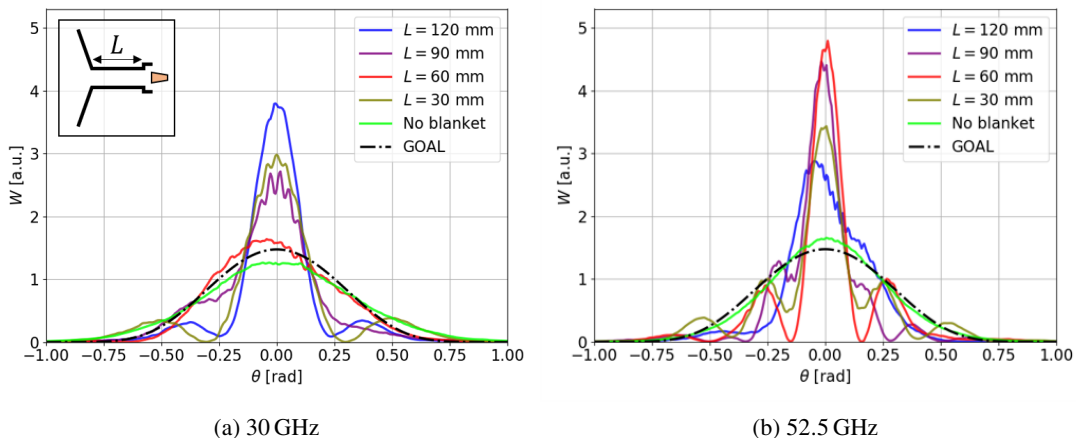 L
5
4
3
2
1
0
W [a.u.]
−1.00 −0.75 −0.50 −0.25 0.00 0.25 0.50 0.75 1.00
θ [rad]
L = 120 mm
L = 90 mm
L = 60 mm
L = 30 mm
No blanket
GOAL
(a) 30 GHz
5
4
3
2
1
0
W [a.u.]
−1.00 −0.75 −0.50 −0.25 0.00 0.25 0.50 0.75 1.00
θ [rad]
L = 120 mm
L = 90 mm
L = 60 mm
L = 30 mm
No blanket
GOAL
(b) 52.5 GHz